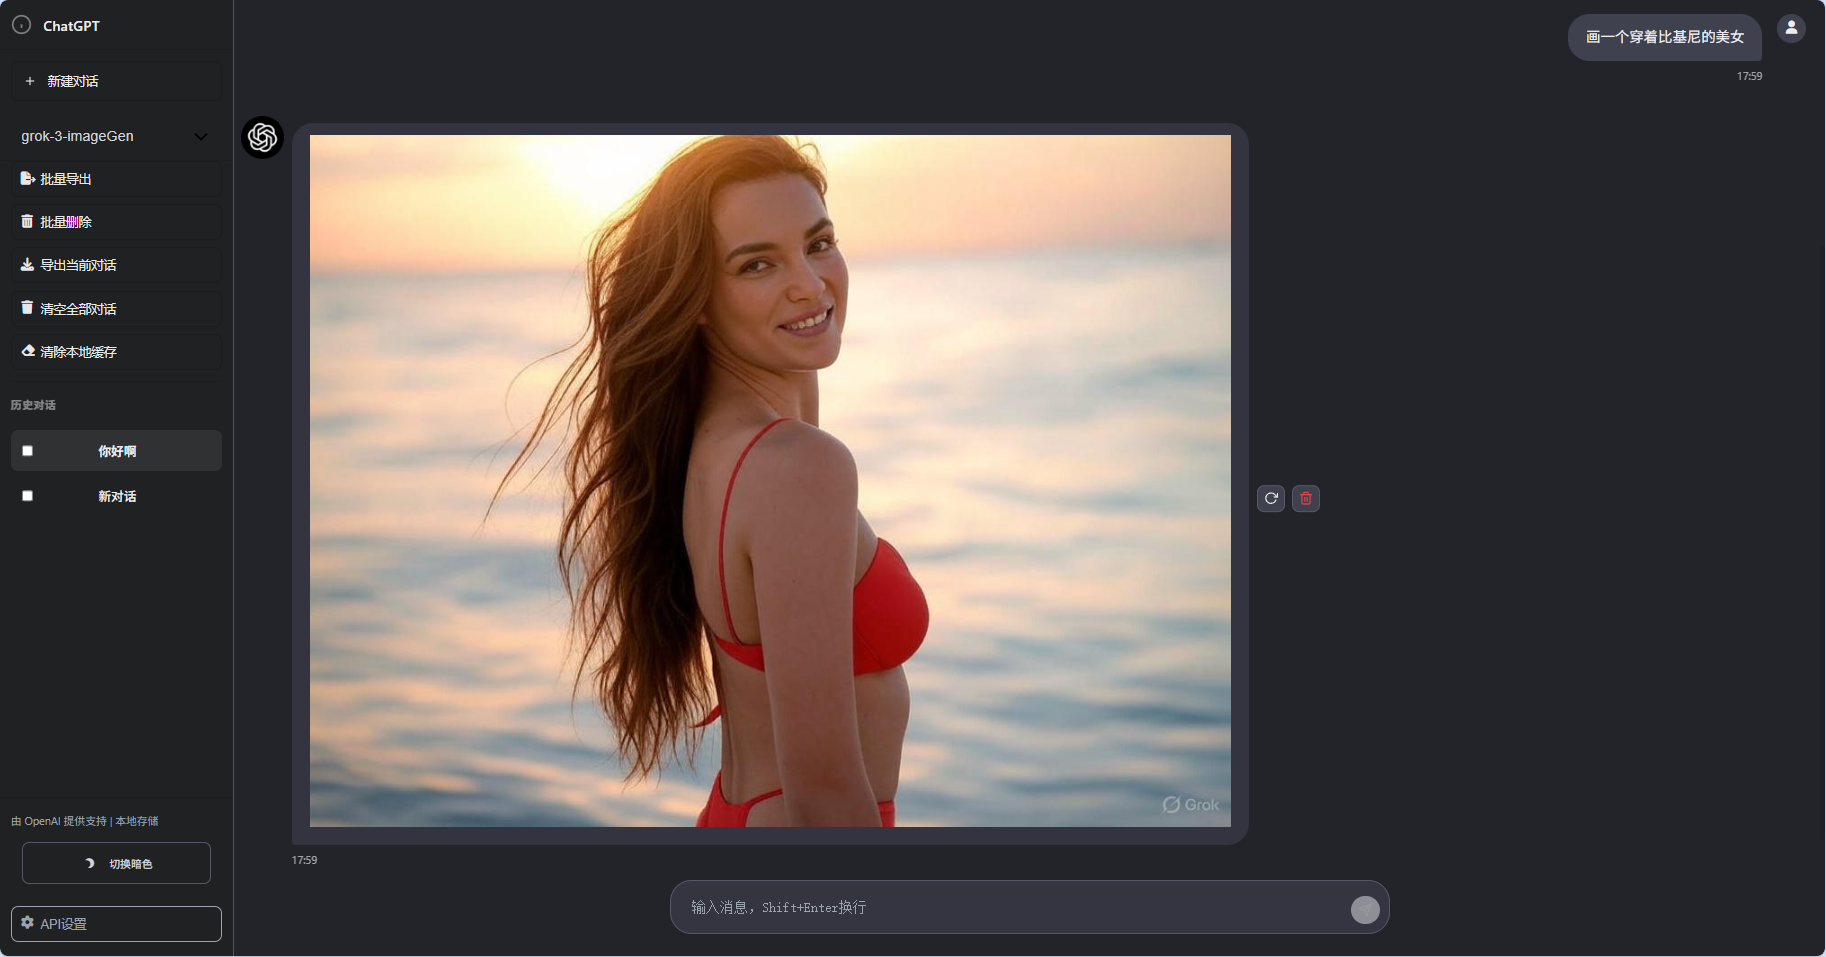 ChatGPT
+ 新建对话
grok-3-imageGen
批量导出
批量删除
导出当前对话
清空全部对话
清除本地缓存
历史对话
你好啊
新对话
由 OpenAI 提供支持 | 本地存储
切换暗色
API设置
画一个穿着比基尼的美女
17:59
Grok
17:59
输入消息，Shift+Enter换行